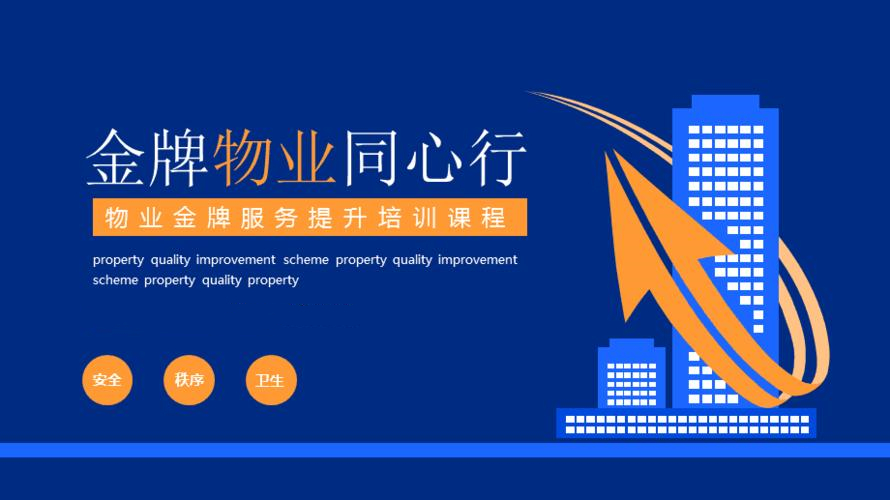 金牌物业同心行
物业金牌服务提升培训课程
property quality improvement scheme property quality improvement
scheme property quality property
安全 秩序 卫生